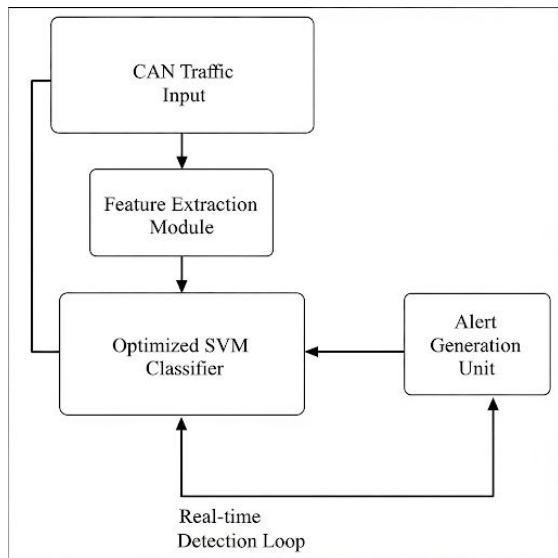 CAN Traffic
Input
Feature Extraction
Module
Optimized SVM
Classifier
Alert
Generation
Unit
Real-time
Detection Loop